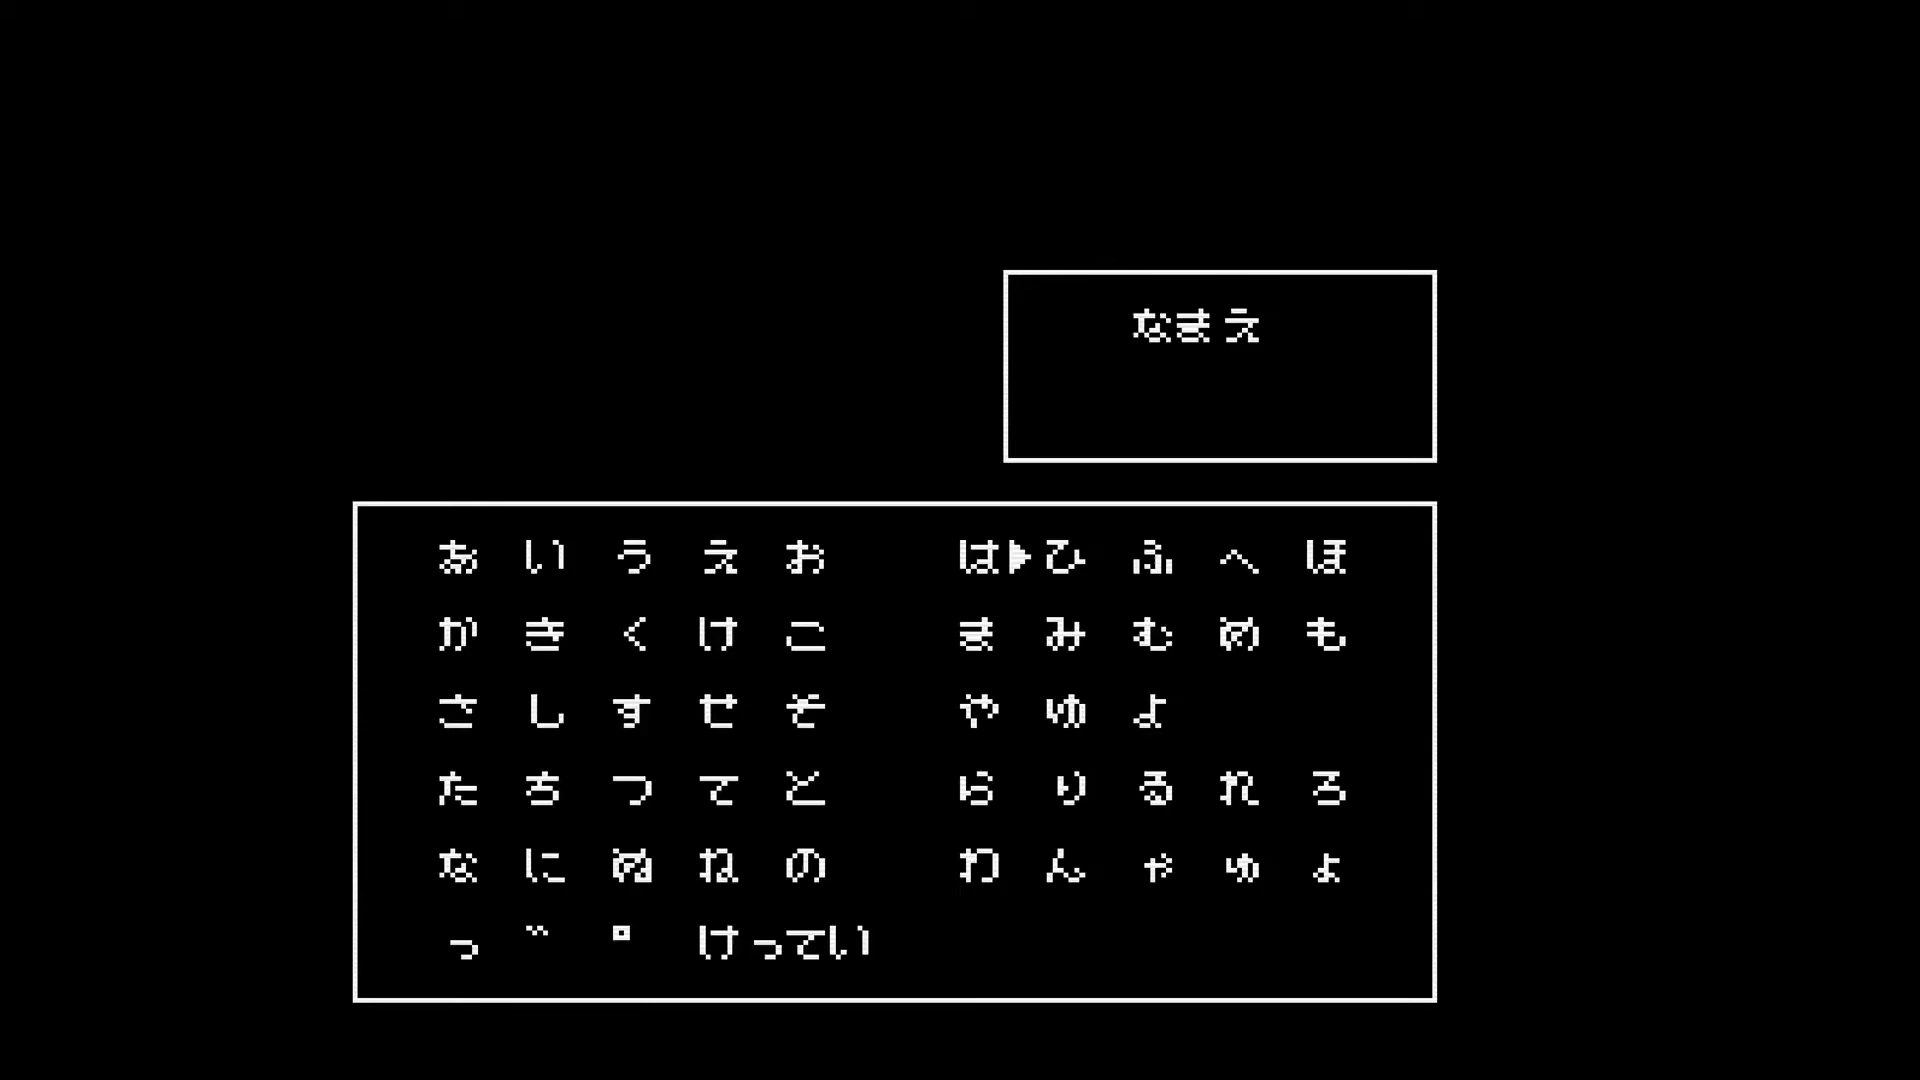 なまえ
あ い う え お は▶ひ ふ へ ほ
か き く け こ ま み む め も
さ し す せ そ や ゆ よ
た ち つ て と ら り る れ ろ
な に ぬ ね の わ ん ゃ ゅ ょ
っ ゛ ゜ けってい